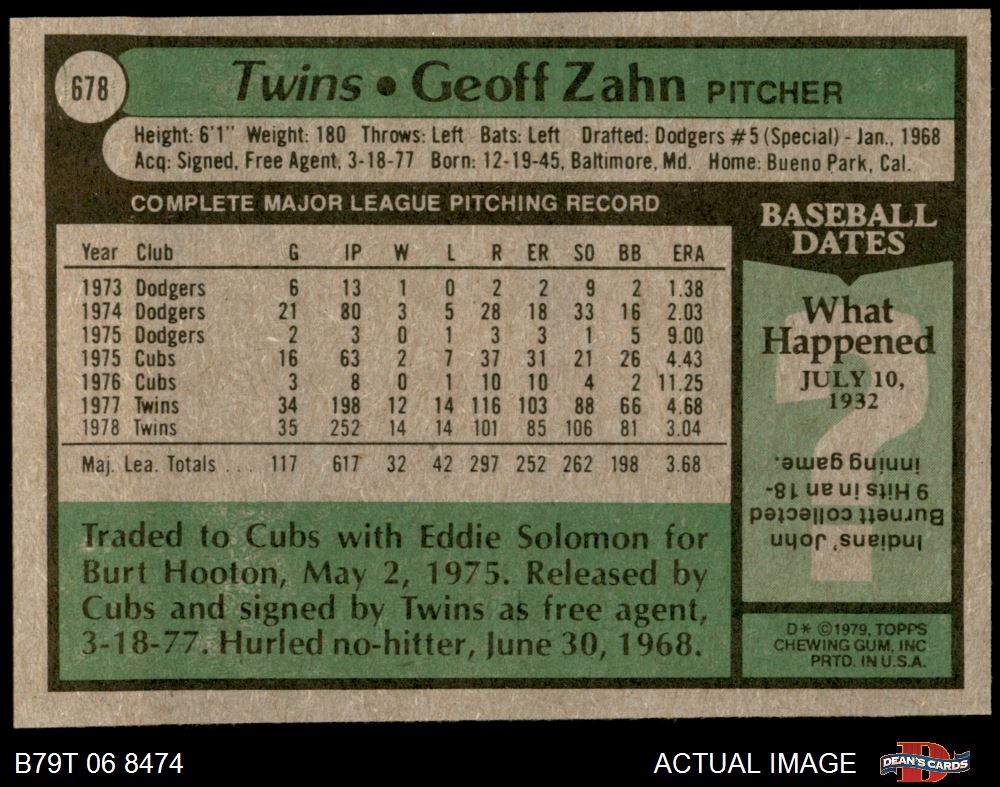 678
Twins • Geoff Zahn PITCHER
Height: 6'1" Weight: 180 Throws: Left Bats: Left Drafted: Dodgers #5 (Special) - Jan., 1968
Acq: Signed, Free Agent, 3-18-77 Born: 12-19-45, Baltimore, Md. Home: Bueno Park, Cal.
COMPLETE MAJOR LEAGUE PITCHING RECORD
Year Club G IP W L R ER SO BB ERA
1973 Dodgers 6 13 1 0 2 2 9 2 1.38
1974 Dodgers 21 80 3 5 28 18 33 16 2.03
1975 Dodgers 2 3 0 1 3 3 1 5 9.00
1975 Cubs 16 63 2 7 37 31 21 26 4.43
1976 Cubs 3 8 0 1 10 10 4 2 11.25
1977 Twins 34 198 12 14 116 103 88 66 4.68
1978 Twins 35 252 14 14 101 85 106 81 3.04
Maj. Lea. Totals . . . 117 617 32 42 297 252 262 198 3.68
Traded to Cubs with Eddie Solomon for
Burt Hooton, May 2, 1975. Released by
Cubs and signed by Twins as free agent,
3-18-77. Hurled no-hitter, June 30, 1968.
BASEBALL
DATES
What
Happened
JULY 10,
1932
?
Indians' John
Burnett collected
9 Hits in an 18-
inning game.
D* ©1979, TOPPS
CHEWING GUM, INC
PRTD. IN U.S.A.
B79T 06 8474
ACTUAL IMAGE
D
DEAN'S CARDS